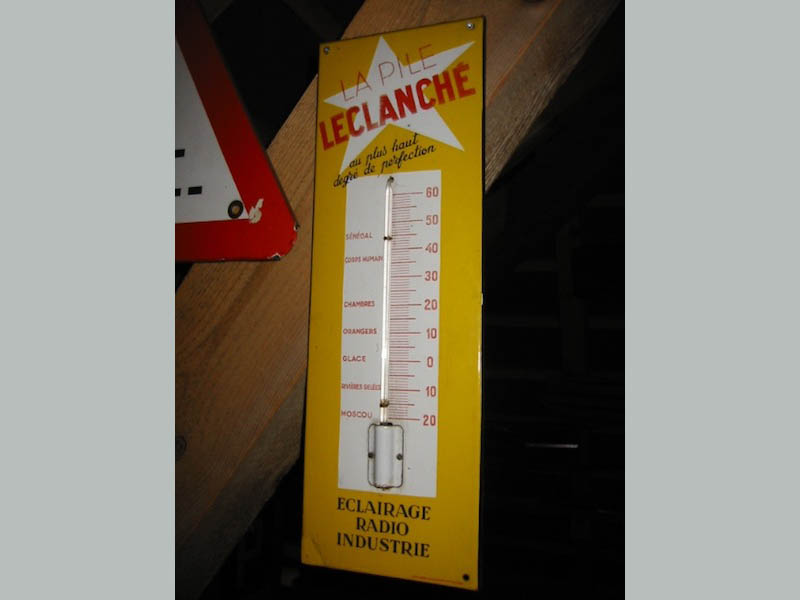 LA PILE
LECLANCHÉ
au plus haut
degré de perfection
60
50
SÉNÉGAL
40
CORPS HUMAIN
30
CHAMBRES
20
ORANGERS
10
GLACE
0
RIVIÈRES GELÉES
10
MOSCOU
20
ECLAIRAGE
RADIO
INDUSTRIE